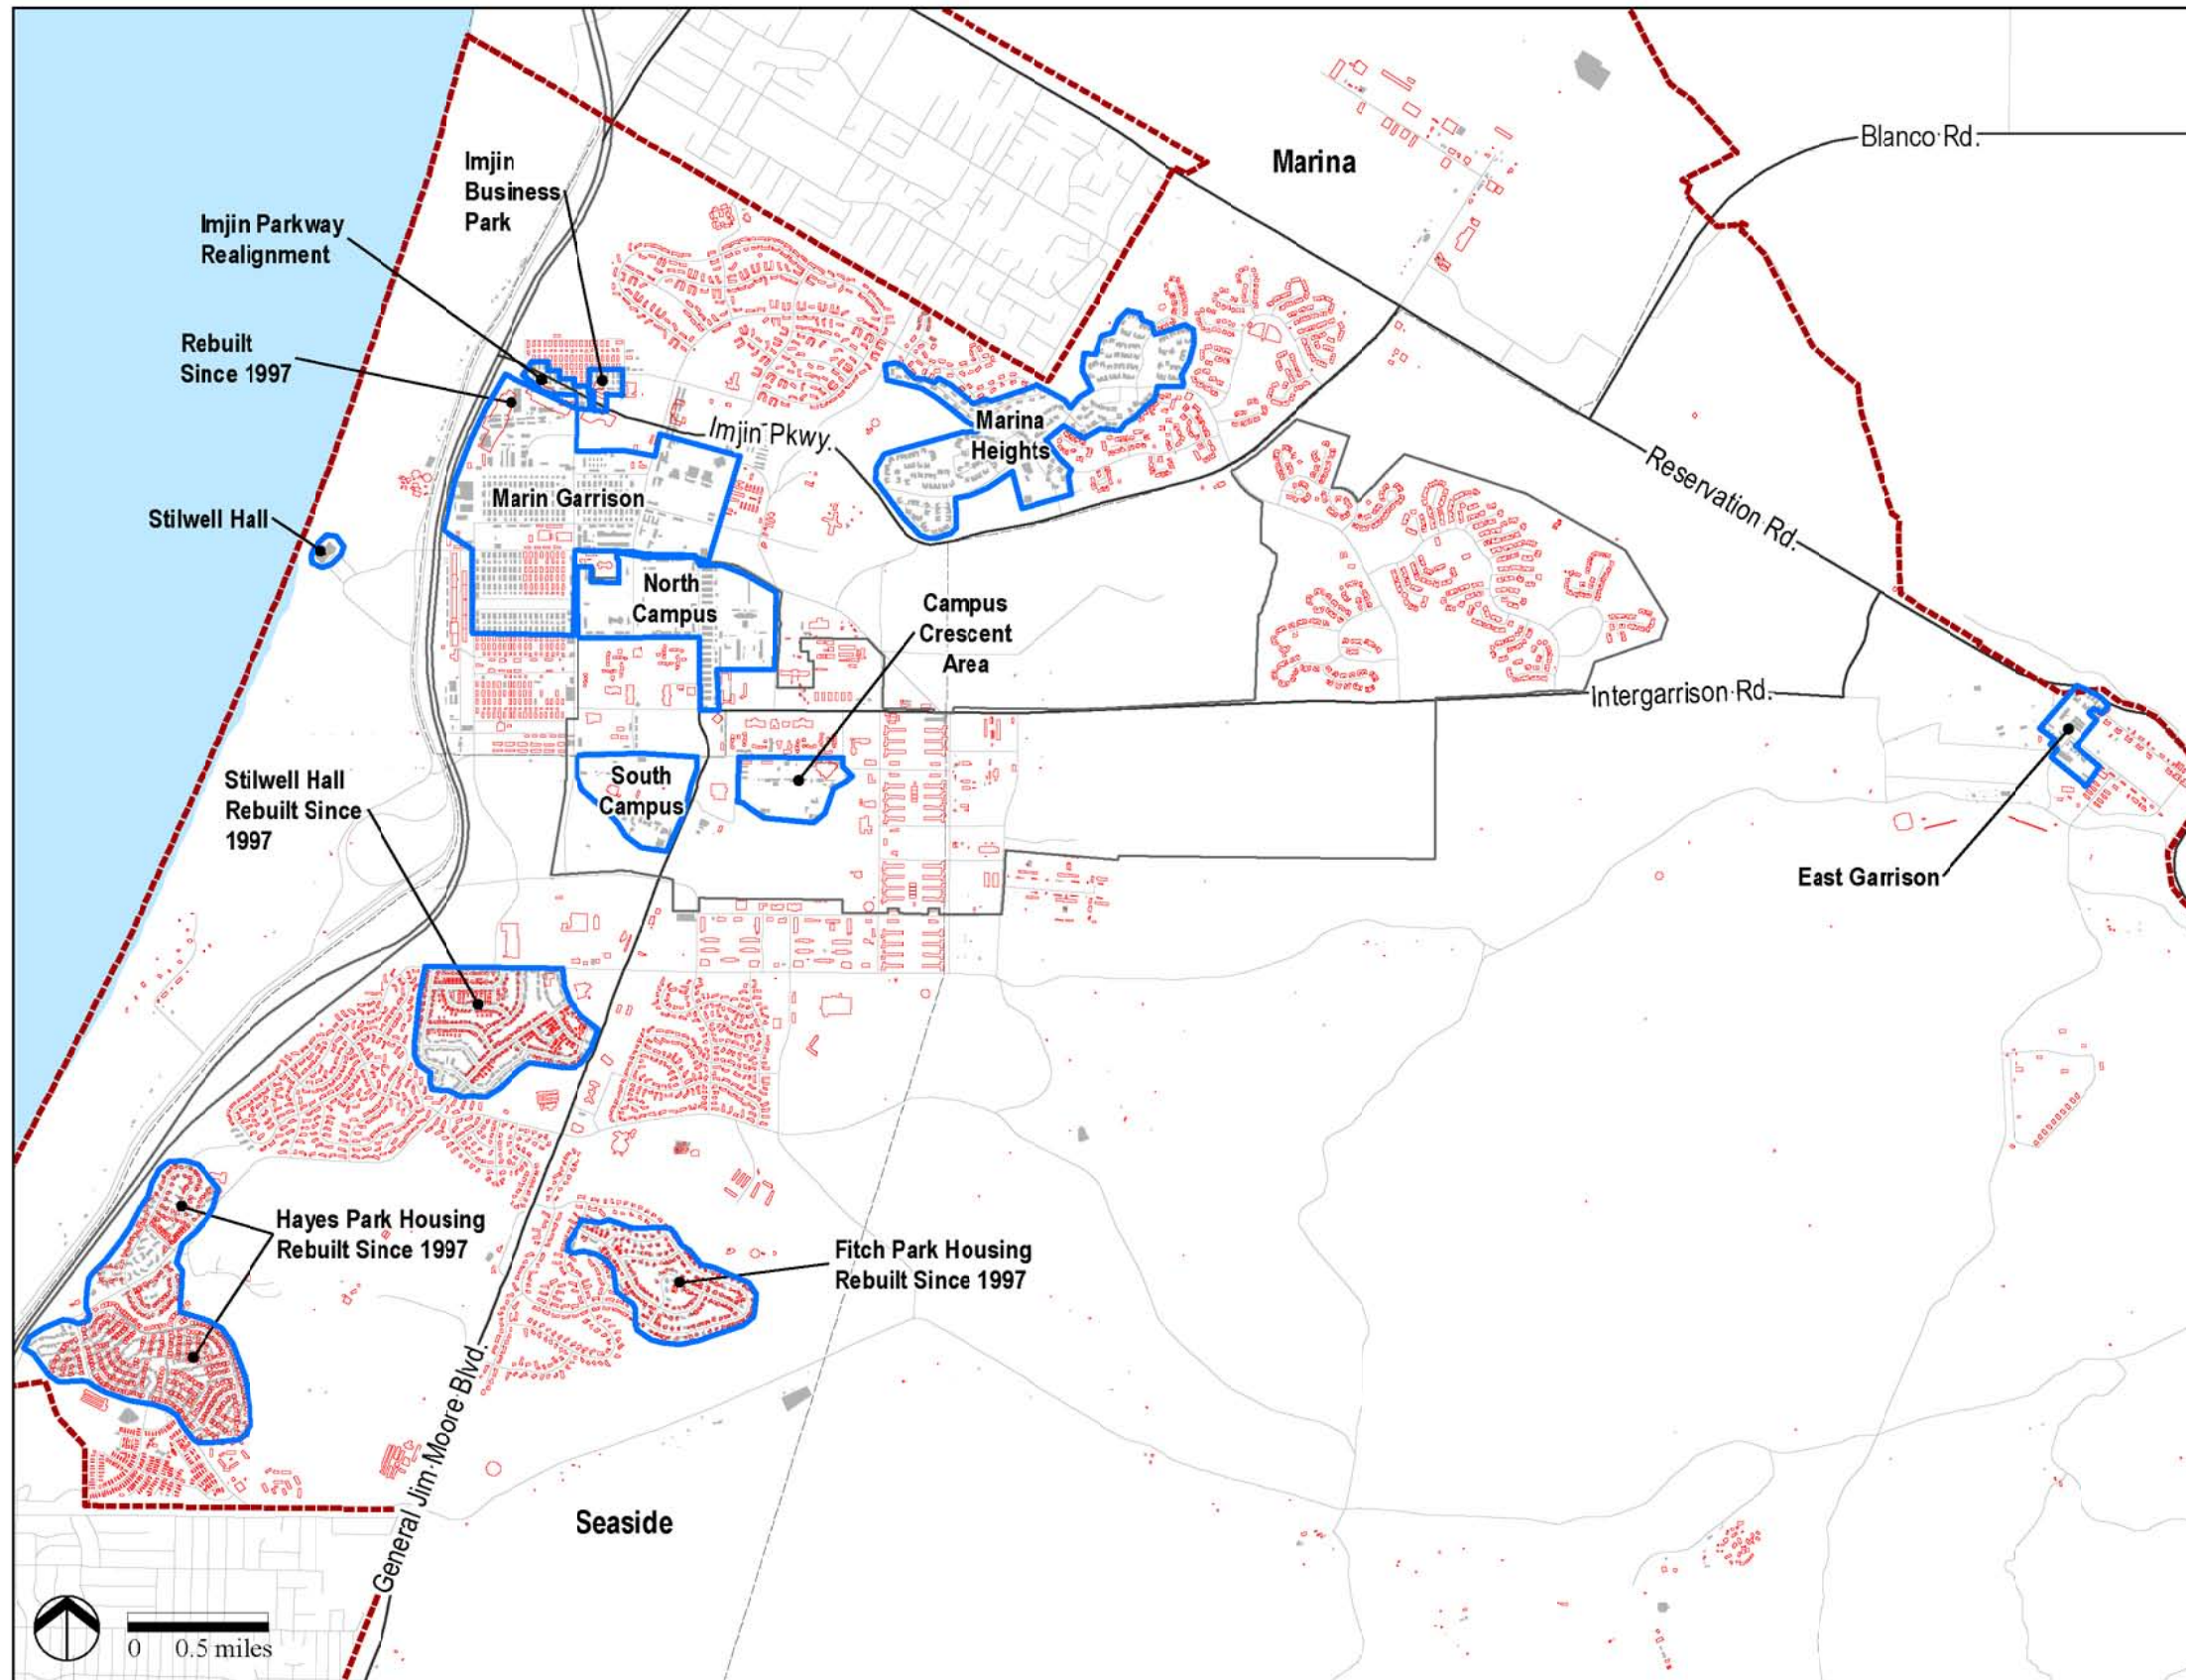 Blanco Rd.
Marina
Imjin
Business
Park
Imjin Parkway
Realignment
Rebuilt
Since 1997
Imjin Pkwy.
Marina
Heights
Reservation Rd.
Marin Garrison
Stilwell Hall
North
Campus
Campus
Crescent
Area
Intergarrison Rd.
South
Campus
Stilwell Hall
Rebuilt Since
1997
East Garrison
Hayes Park Housing
Rebuilt Since 1997
Fitch Park Housing
Rebuilt Since 1997
General Jim Moore Blvd.
Seaside
0 0.5 miles